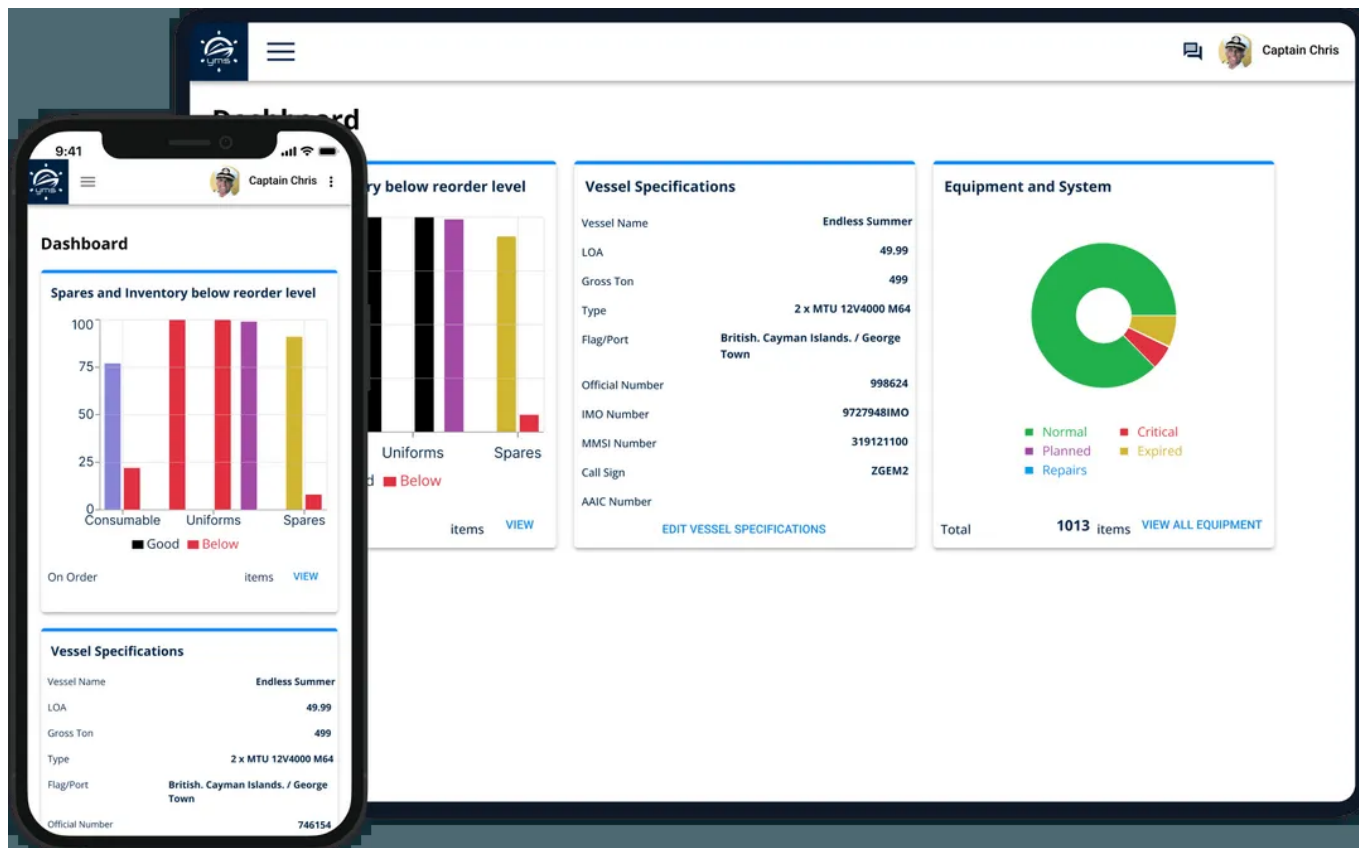 yms
Captain Chris
Dashboard
ry below reorder level
Uniforms
Spares
d
Below
items
VIEW
Vessel Specifications
Vessel Name
Endless Summer
LOA
49.99
Gross Ton
499
Type
2 x MTU 12V4000 M64
Flag/Port
British. Cayman Islands. / George
Town
Official Number
998624
IMO Number
9727948IMO
MMSI Number
319121100
Call Sign
ZGEM2
AAIC Number
EDIT VESSEL SPECIFICATIONS
Equipment and System
Normal
Critical
Planned
Expired
Repairs
Total
1013 items
VIEW ALL EQUIPMENT
9:41
yms
Captain Chris
Dashboard
Spares and Inventory below reorder level
100
75
50
25
0
Consumable
Uniforms
Spares
Good
Below
On Order
items
VIEW
Vessel Specifications
Vessel Name
Endless Summer
LOA
49.99
Gross Ton
499
Type
2 x MTU 12V4000 M64
Flag/Port
British. Cayman Islands. / George
Town
Official Number
746154